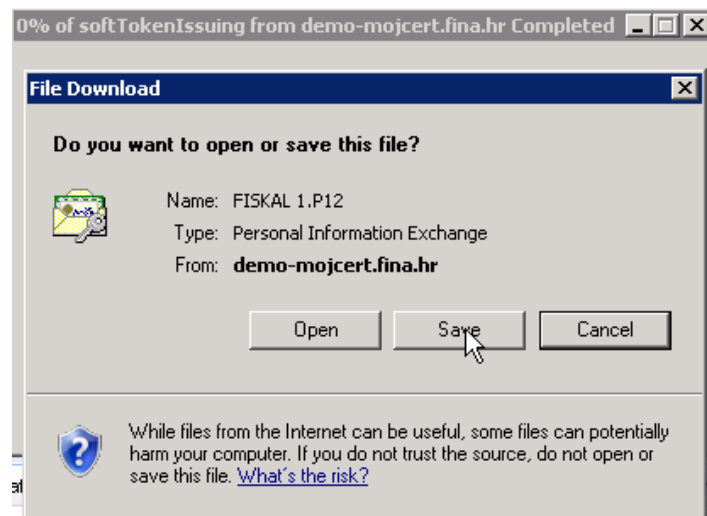 0% of softTokenIssuing from demo-mojcert.fina.hr Completed
File Download
Do you want to open or save this file?
Name: FISKAL 1.P12
Type: Personal Information Exchange
From: demo-mojcert.fina.hr
Open Save Cancel
While files from the Internet can be useful, some files can potentially
harm your computer. If you do not trust the source, do not open or
save this file. What's the risk?